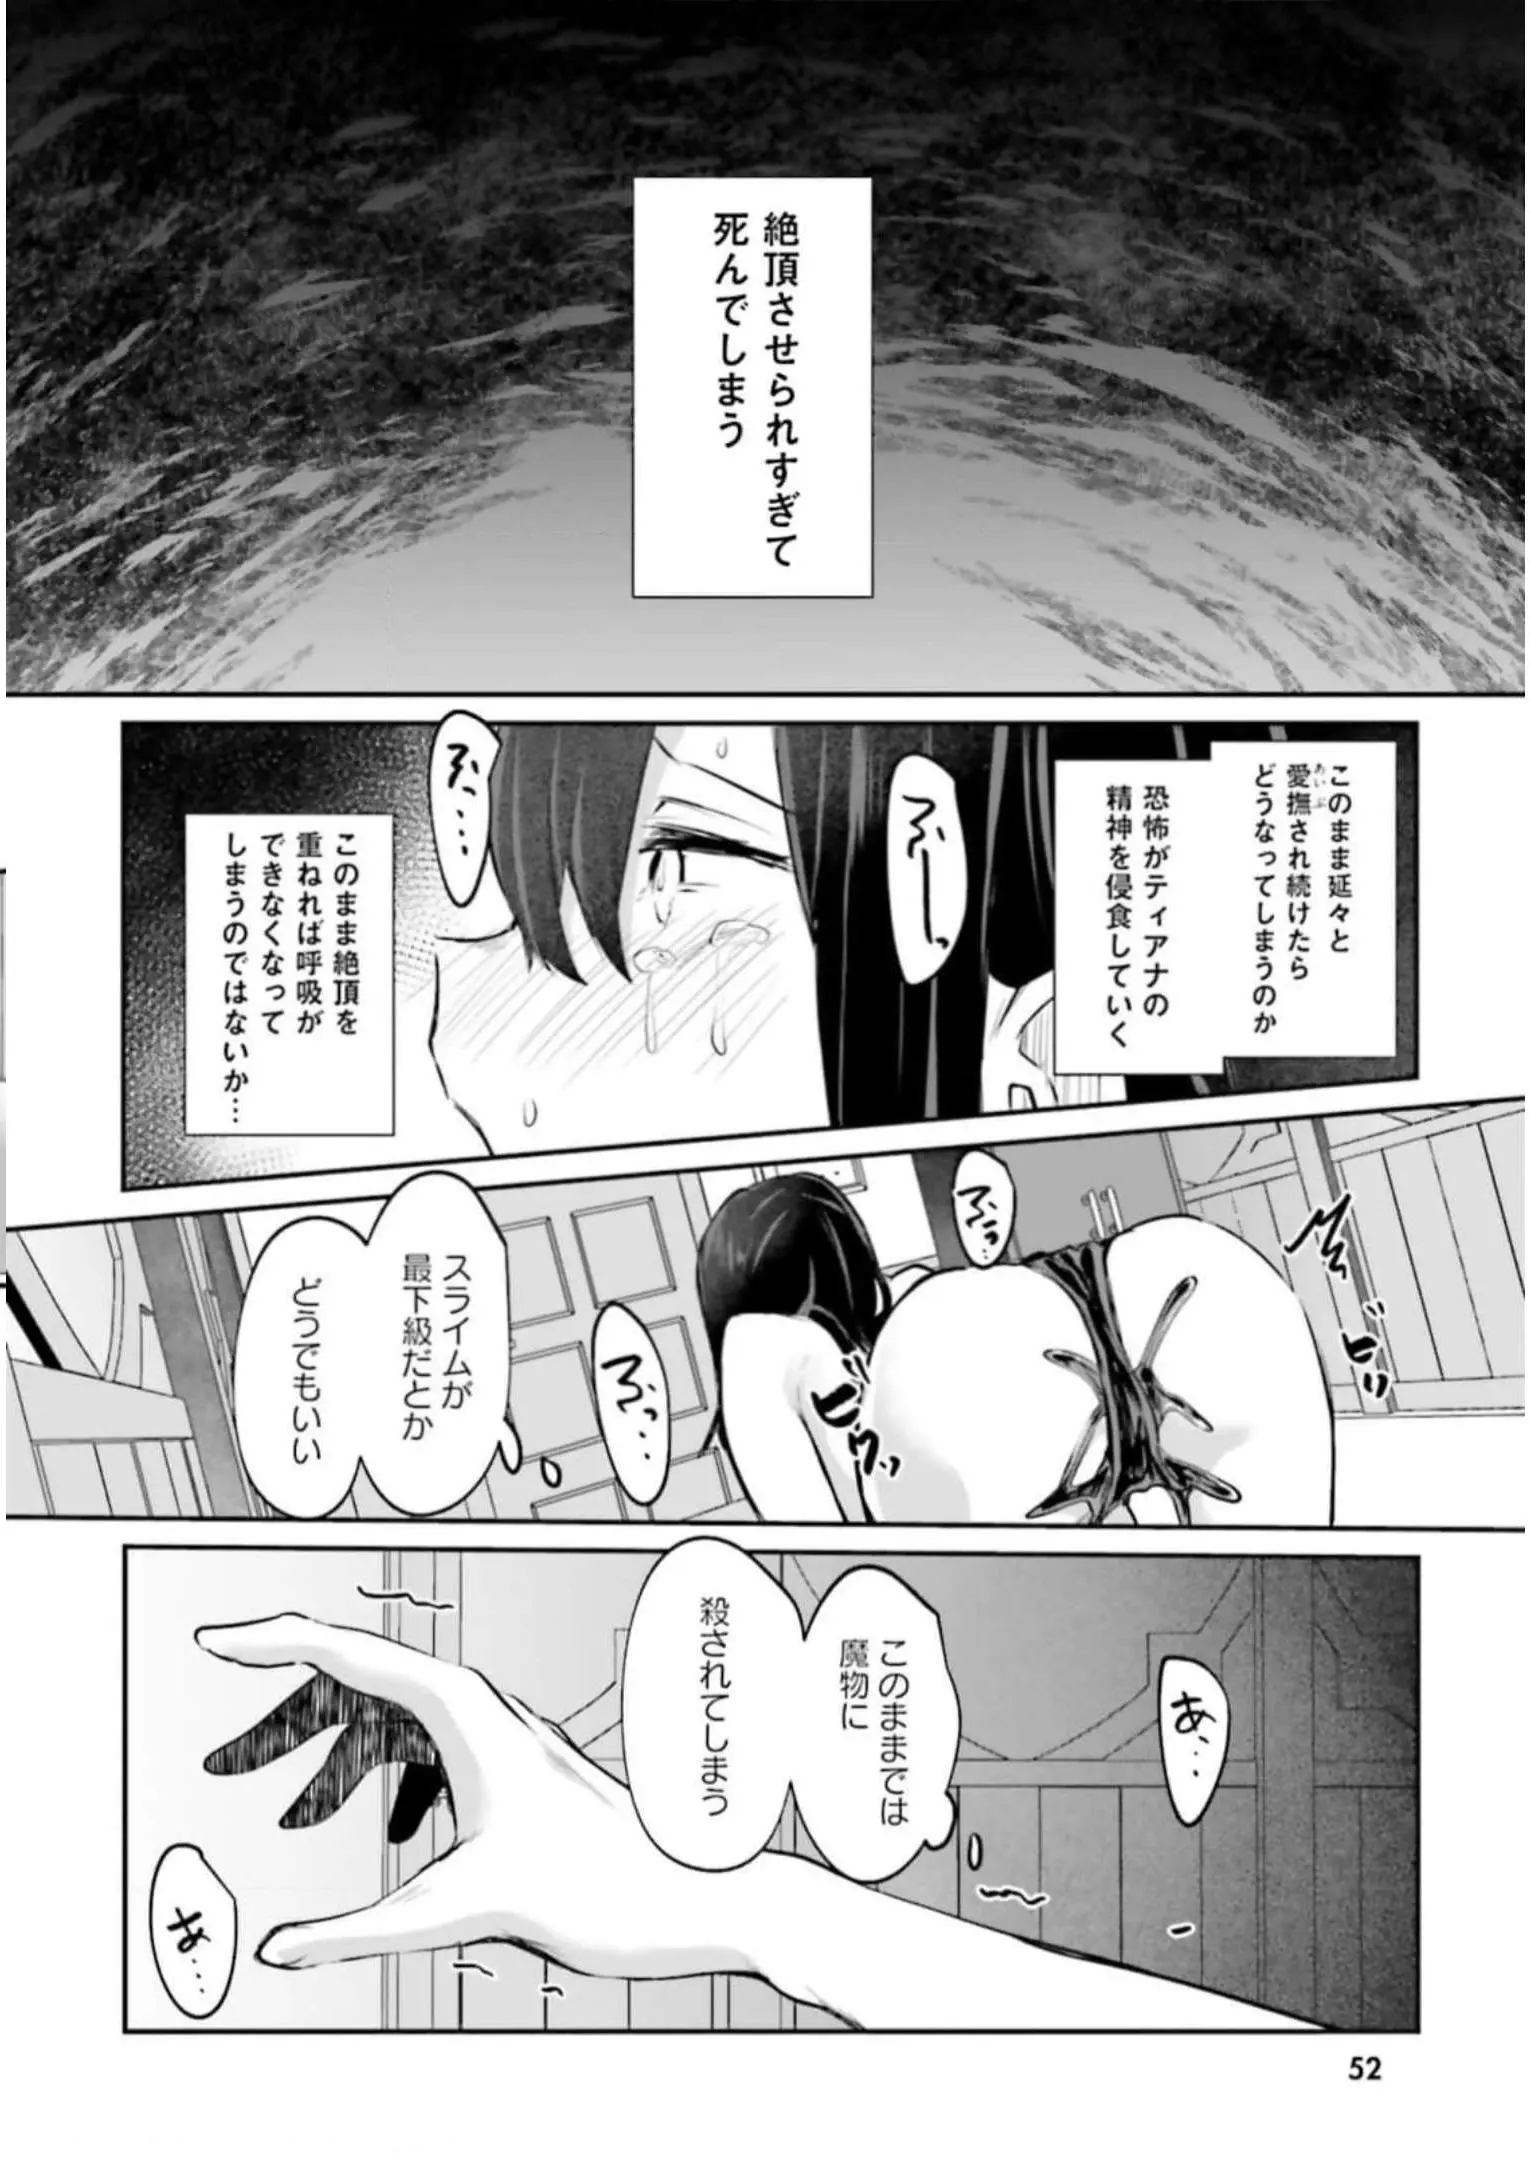 絶頂させられすぎて
死んでしまう
このまま延々と
愛撫され続けたら
あいぶ
どうなってしまうのか
恐怖がティアナの
精神を侵食していく
ふーっ
ふっ…
このまま絶頂を
重ねれば呼吸が
できなくなって
しまうのではないか…
ふーっ…
ビクッ
ビクッ
ふっ…
スライムが
最下級だとか
どうでもいい
このままでは
魔物に
殺されてしまう
あ…
あ…
52